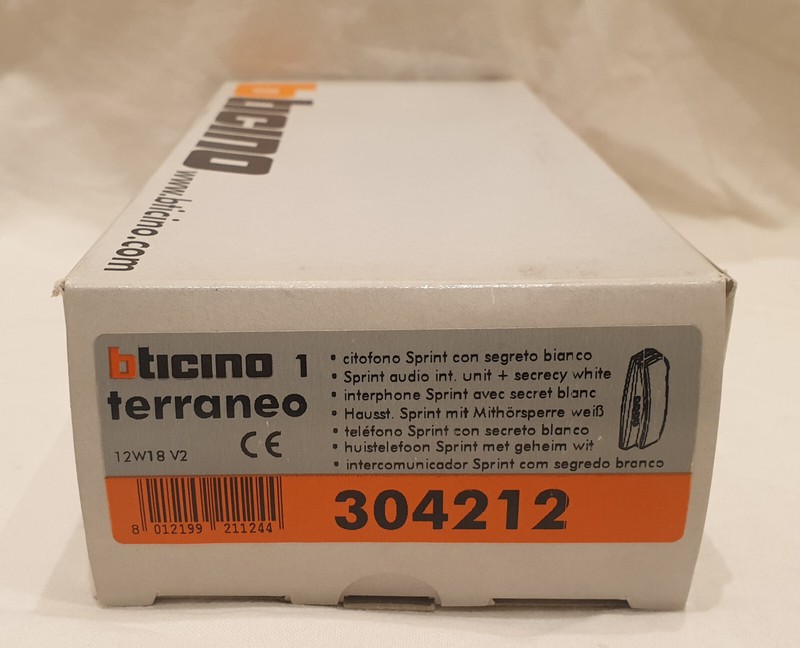 bticino
www.bticino.com
bticino 1
terraneo
12W18 V2
CE
• citofono Sprint con segreto bianco
• Sprint audio int. unit + secrecy white
• interphone Sprint avec secret blanc
• Hausst. Sprint mit Mithörsperre weiß
• teléfono Sprint con secreto blanco
• huistelefoon Sprint met geheim wit
• intercomunicador Sprint com segredo branco
8 012199 211244
304212